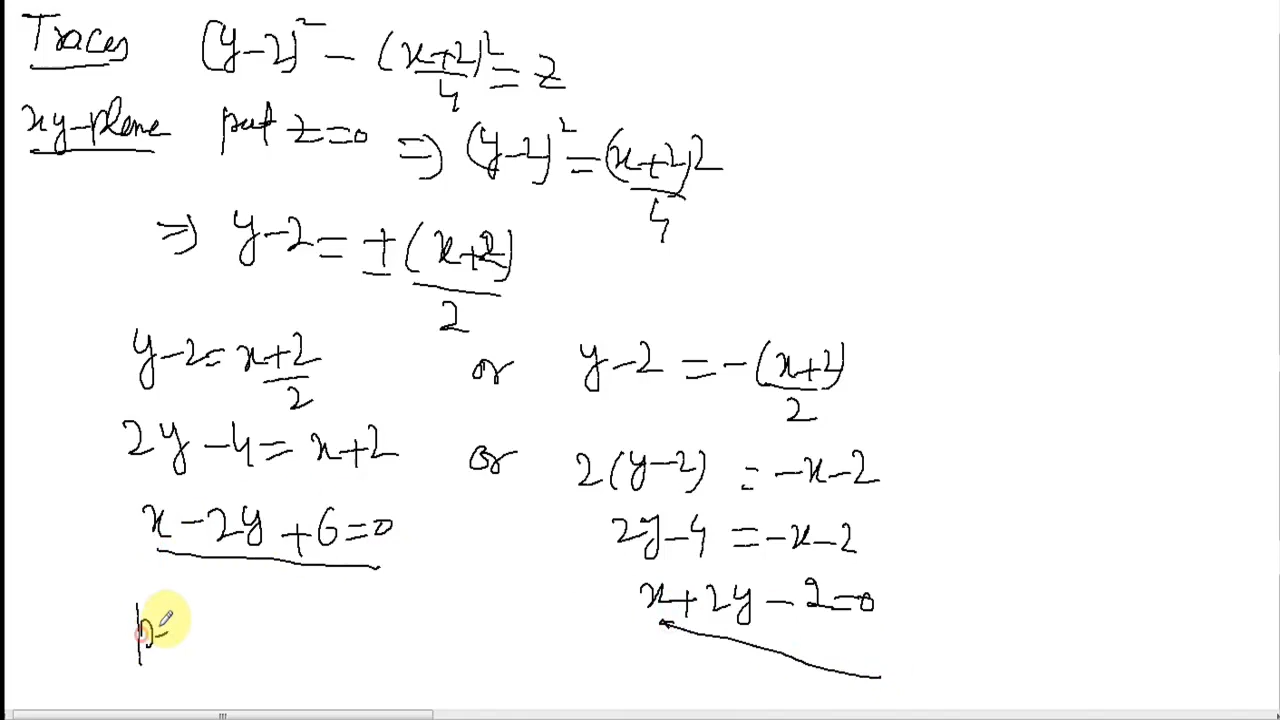 Traces (y-2)² - (x+2)²/4 = z
xy-plane put z=0 ⇒ (y-2)² = (x+2)2/4
⇒ y-2 = ± (x+2)/2
y-2 = x+2/2 or y-2 = -(x+2)/2
2y-4 = x+2 or 2(y-2) = -x-2
x-2y+6=0 2y-4 = -x-2
x+2y-2=0